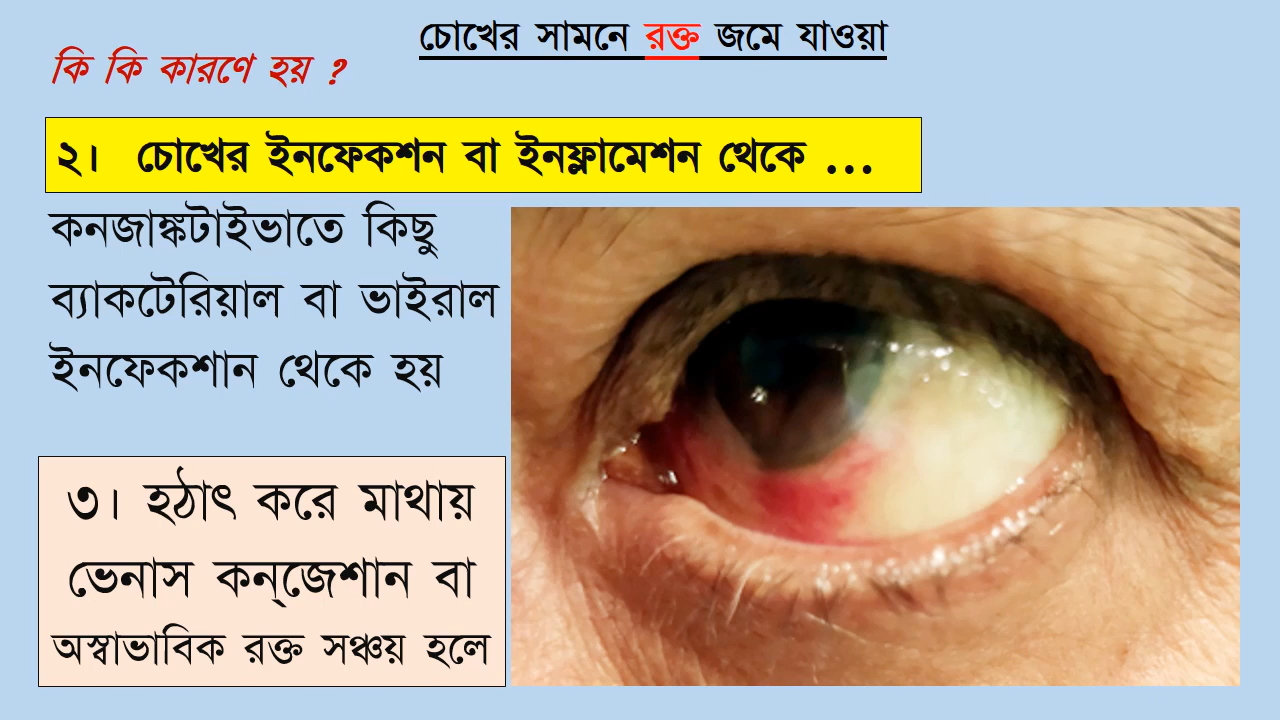 চোখের সামনে রক্ত জমে যাওয়া
কি কি কারণে হয় ?
২। চোখের ইনফেকশন বা ইনফ্লামেশন থেকে ...
কনজাঙ্কটাইভাতে কিছু
ব্যাকটেরিয়াল বা ভাইরাল
ইনফেকশান থেকে হয়
৩। হঠাৎ করে মাথায়
ভেনাস কন্‌জেশান বা
অস্বাভাবিক রক্ত সঞ্চয় হলে